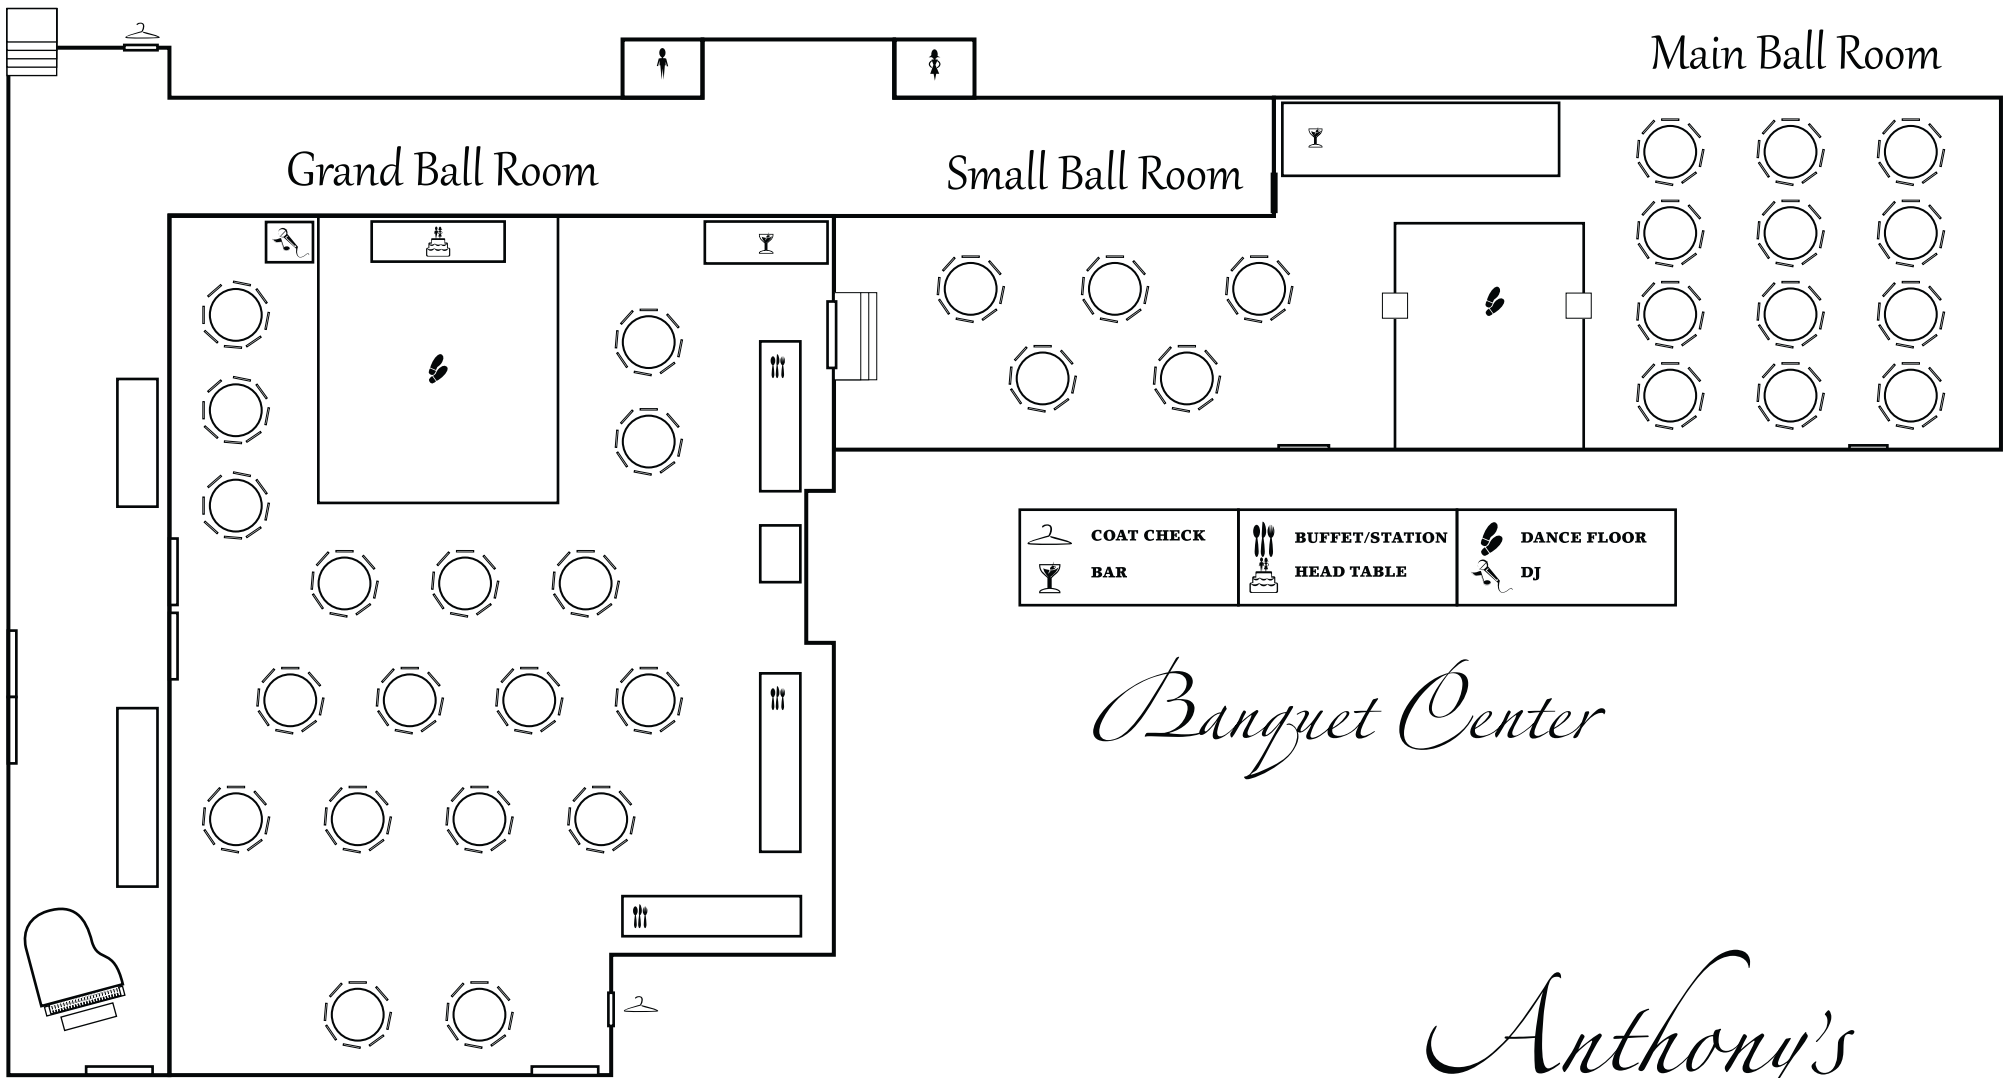 Main Ball Room
Grand Ball Room
Small Ball Room
COAT CHECK
BAR
BUFFET/STATION
HEAD TABLE
DANCE FLOOR
DJ
Banquet Center
Anthony's